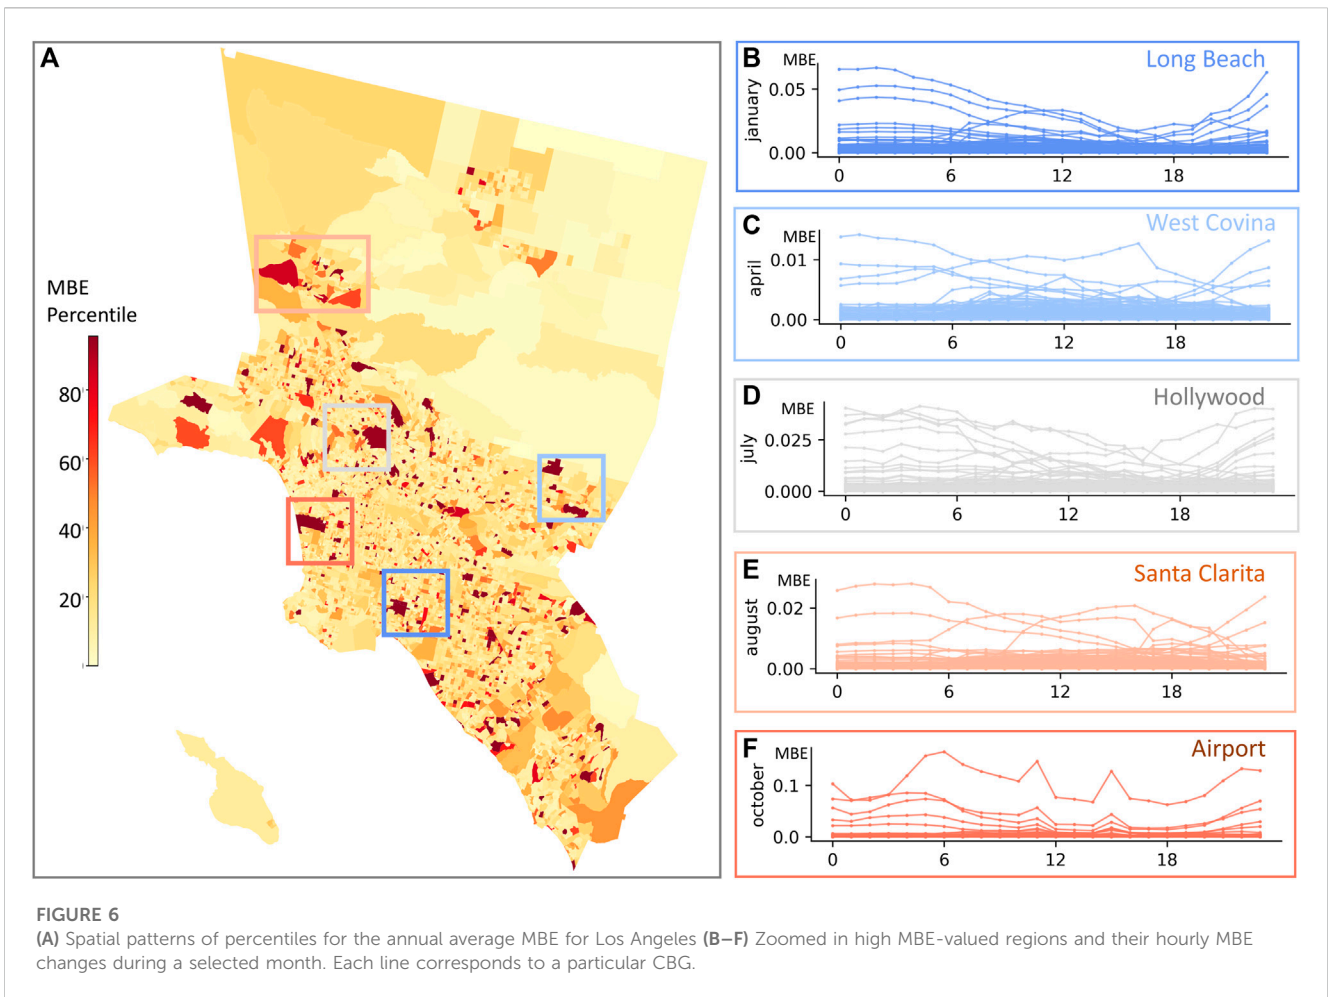 A
MBE
Percentile
80
60
40
20
B
MBE
Long Beach
january
0.05
0.00
0 6 12 18
C
MBE
West Covina
april
0.01
0.00
0 6 12 18
D
MBE
Hollywood
july
0.025
0.000
0 6 12 18
E
MBE
Santa Clarita
august
0.02
0.00
0 6 12 18
F
MBE
Airport
october
0.1
0.0
0 6 12 18
FIGURE 6
(A) Spatial patterns of percentiles for the annual average MBE for Los Angeles (B–F) Zoomed in high MBE-valued regions and their hourly MBE
changes during a selected month. Each line corresponds to a particular CBG.